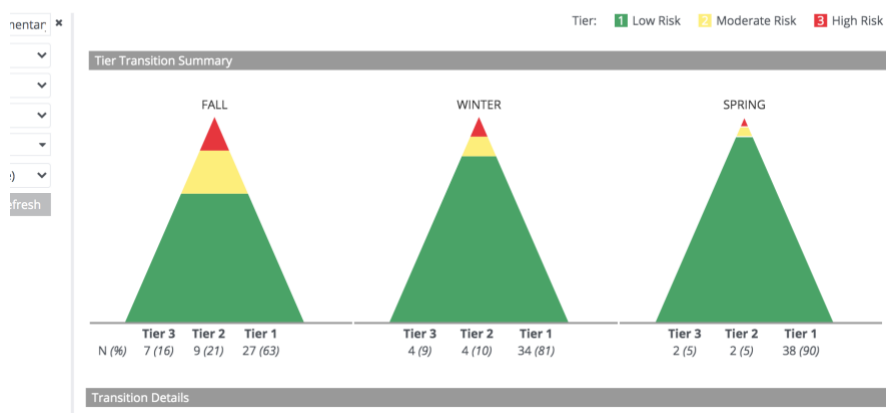 Tier: 1 Low Risk 2 Moderate Risk 3 High Risk
Tier Transition Summary
FALL WINTER SPRING
efresh
Tier 3 Tier 2 Tier 1 Tier 3 Tier 2 Tier 1 Tier 3 Tier 2 Tier 1
N (%) 7 (16) 9 (21) 27 (63) 4 (9) 4 (10) 34 (81) 2 (5) 2 (5) 38 (90)
Transition Details